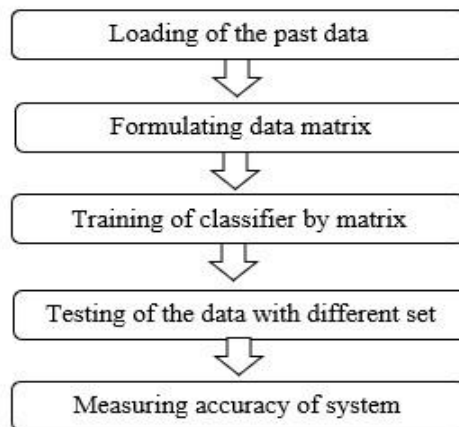 Loading of the past data
Formulating data matrix
Training of classifier by matrix
Testing of the data with different set
Measuring accuracy of system